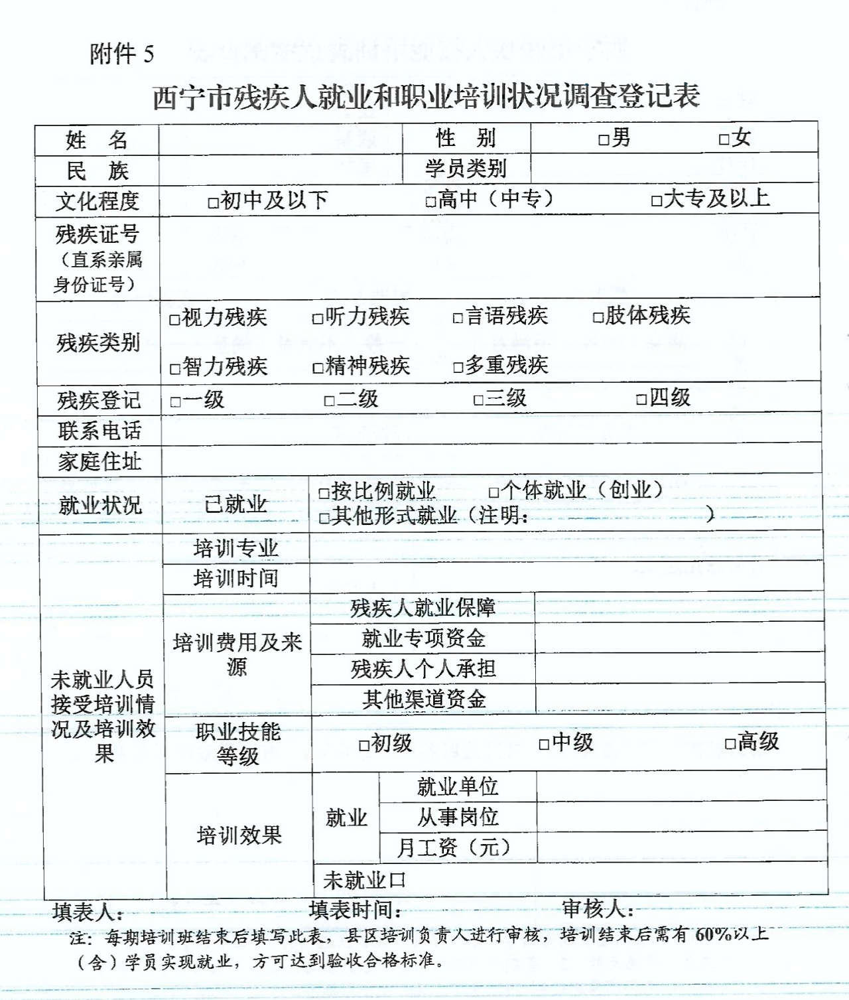 附件 5
西宁市残疾人就业和职业培训状况调查登记表
姓 名 性 别 □男 □女
民 族 学员类别
文化程度 □初中及以下 □高中（中专） □大专及以上
残疾证号
（直系亲属
身份证号）
残疾类别
□视力残疾 □听力残疾 □言语残疾 □肢体残疾
□智力残疾 □精神残疾 □多重残疾
残疾登记 □一级 □二级 □三级 □四级
联系电话
家庭住址
就业状况 已就业
□按比例就业 □个体就业（创业）
□其他形式就业（注明： ）
未就业人员
接受培训情
况及培训效
果
培训专业
培训时间
培训费用及来
源
残疾人就业保障
就业专项资金
残疾人个人承担
其他渠道资金
职业技能
等级
□初级 □中级 □高级
培训效果
就业
就业单位
从事岗位
月工资（元）
未就业口
填表人： 填表时间： 审核人：
注：每期培训班结束后填写此表，县区培训负责人进行审核，培训结束后需有 60%以上
（含）学员实现就业，方可达到验收合格标准。